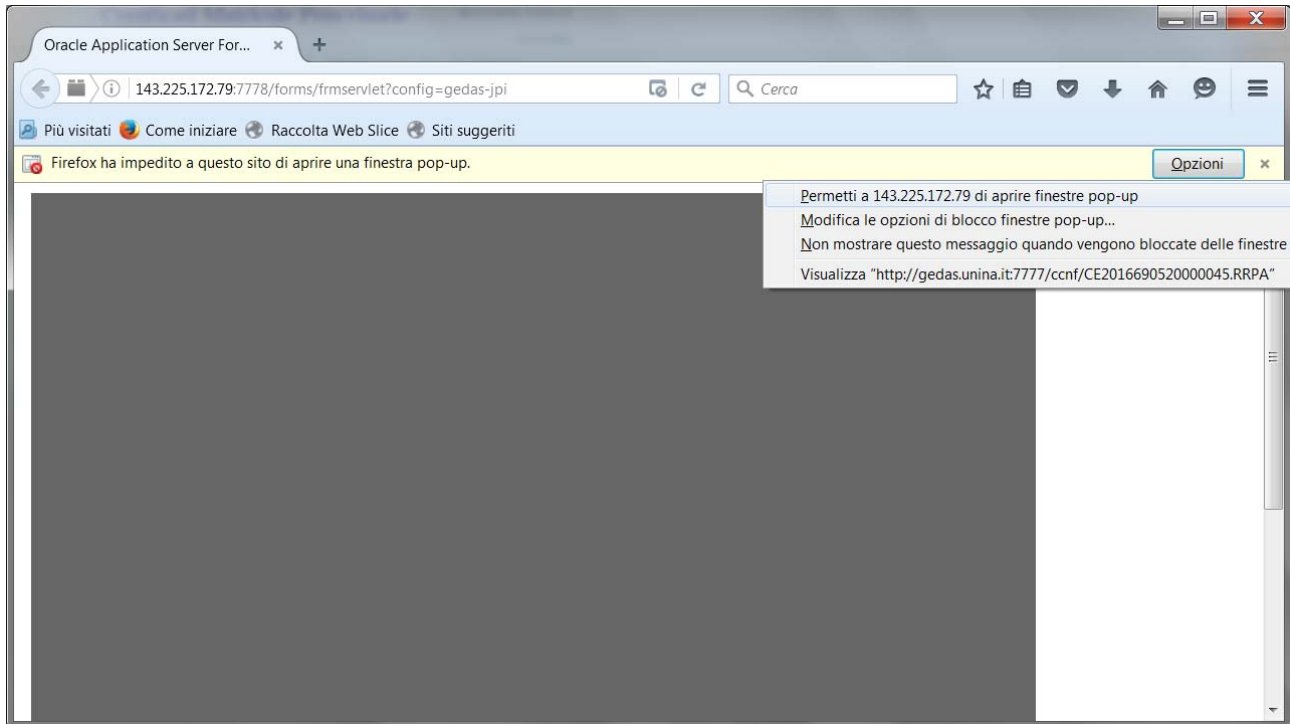 Oracle Application Server For...
143.225.172.79:7778/forms/frmservlet?config=gedas-jpi
Cerca
Più visitati Come iniziare Raccolta Web Slice Siti suggeriti
Firefox ha impedito a questo sito di aprire una finestra pop-up.
Opzioni
Permetti a 143.225.172.79 di aprire finestre pop-up
Modifica le opzioni di blocco finestre pop-up...
Non mostrare questo messaggio quando vengono bloccate delle finestre
Visualizza "http://gedas.unina.it:7777/ccnf/CE2016690520000045.RRPA"